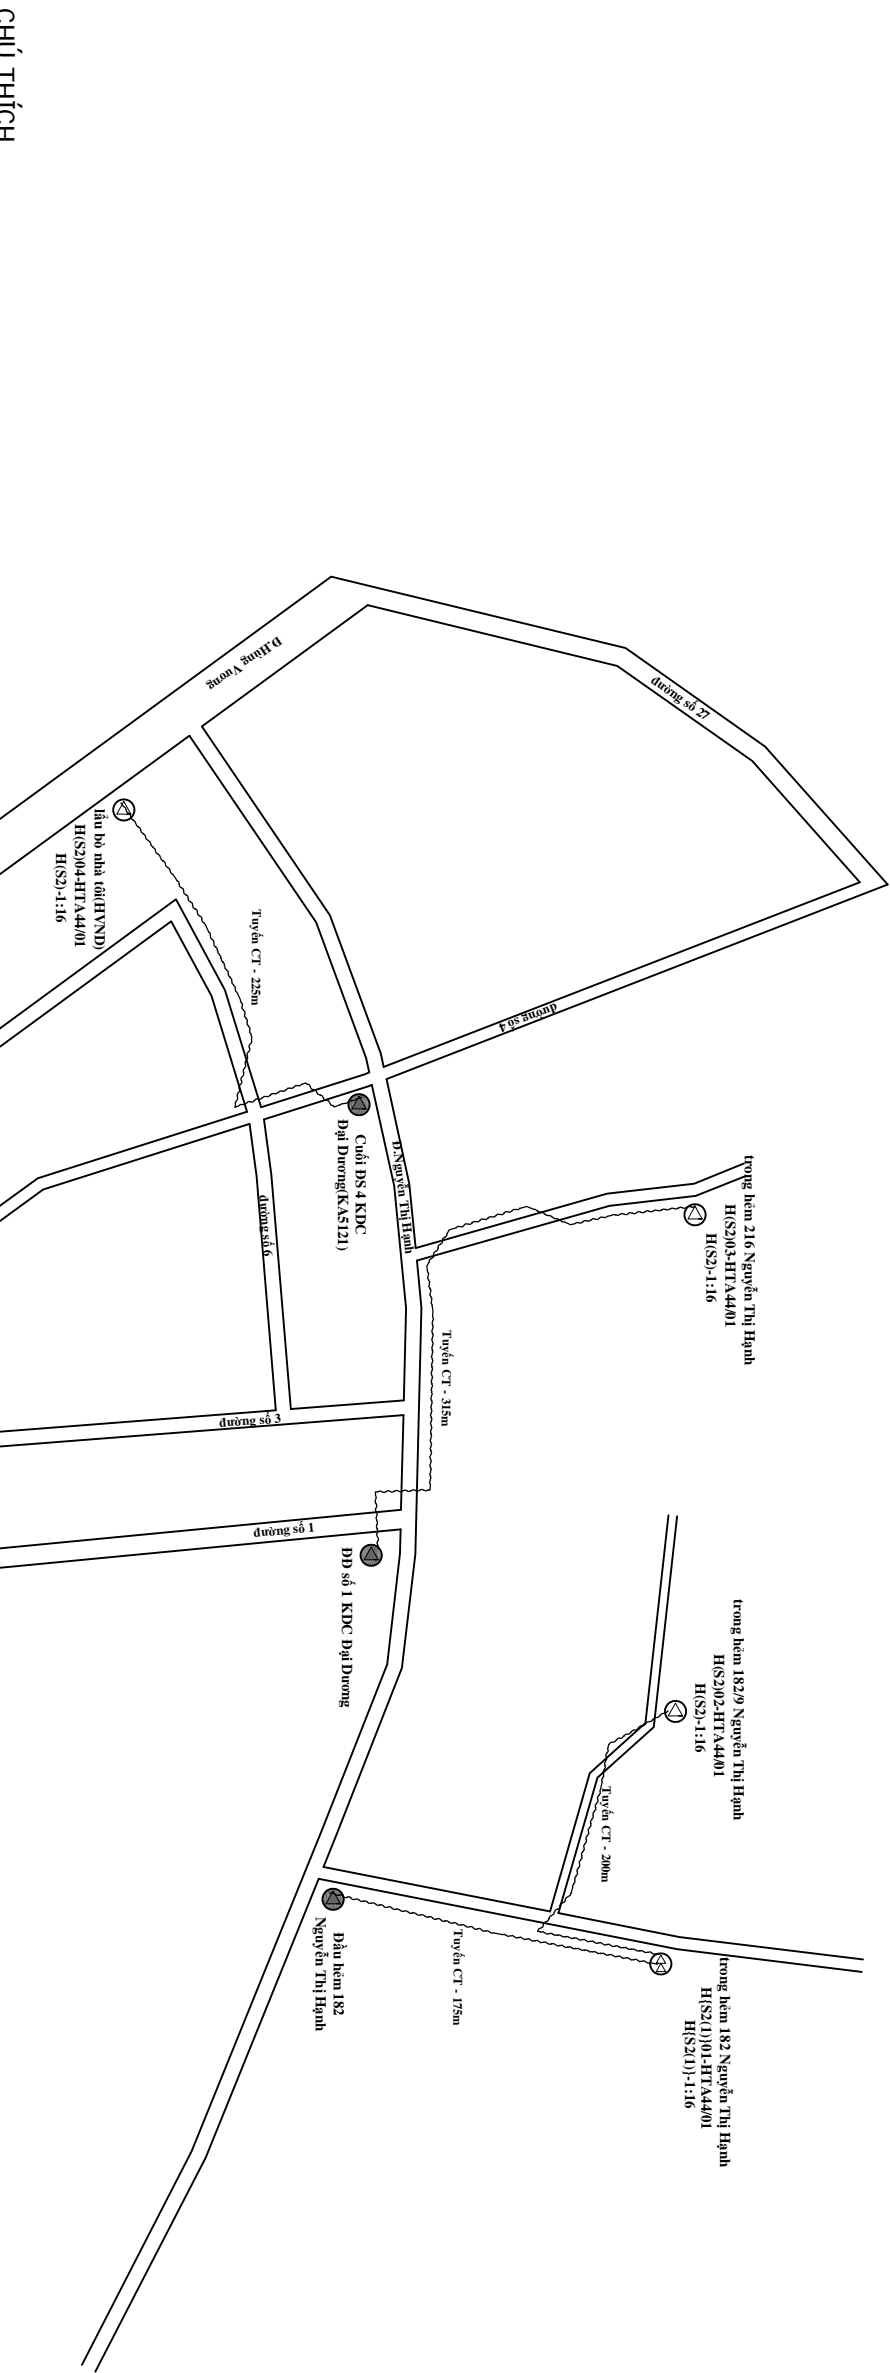 CHÚ THÍCH
Đ.Hùng Vương
đường số 27
lẩu bò nhà tôi(HVND)
H(S2)04-HTA44/01
H(S2)-1:16
Tuyến CT - 225m
đường số 4
Cuối ĐS 4 KDC
Đại Dương(KA5121)
Đ.Nguyễn Thị Hạnh
trong hẻm 216 Nguyễn Thị Hạnh
H(S2)03-HTA44/01
H(S2)-1:16
đường số 6
Tuyến CT - 315m
đường số 3
đường số 1
ĐD số 1 KDC Đại Dương
trong hẻm 182/9 Nguyễn Thị Hạnh
H(S2)02-HTA44/01
H(S2)-1:16
Tuyến CT - 200m
Đầu hẻm 182
Nguyễn Thị Hạnh
Tuyến CT - 175m
trong hẻm 182 Nguyễn Thị Hạnh
H{S2(1)}01-HTA44/01
H{S2(1)}-1:16